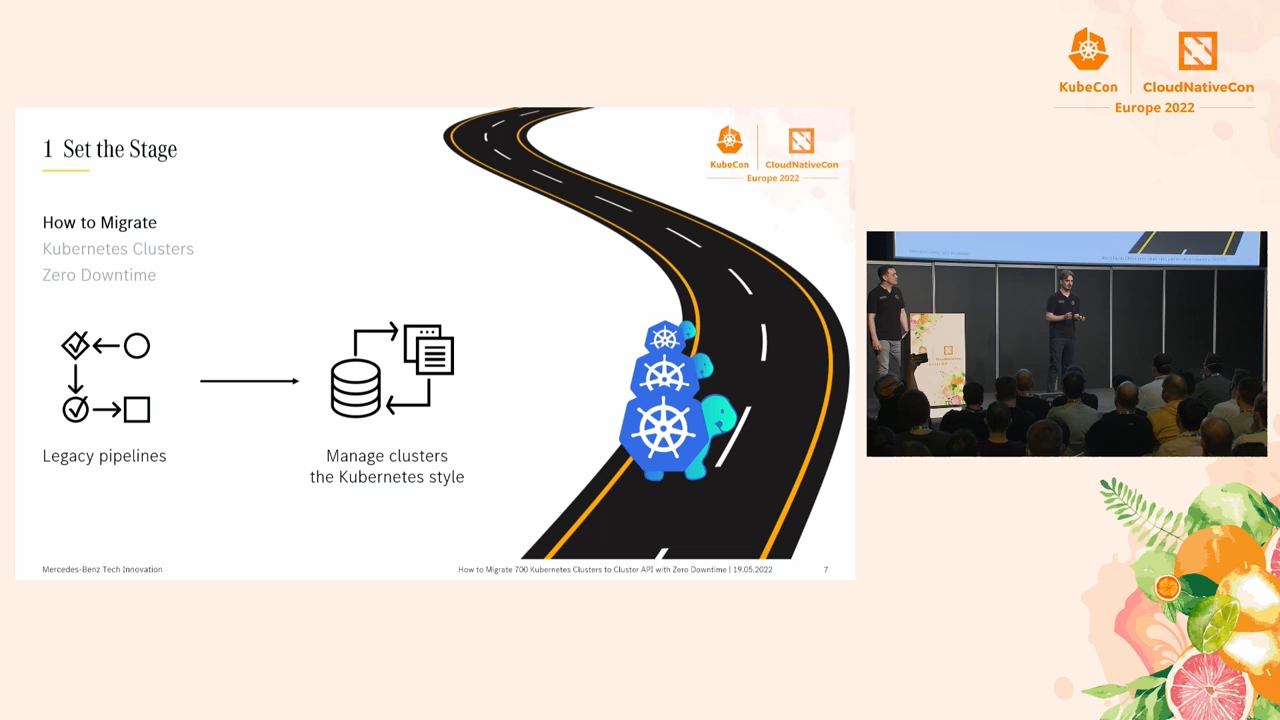 KubeCon
CloudNativeCon
Europe 2022
1 Set the Stage
KubeCon
CloudNativeCon
Europe 2022
How to Migrate
Kubernetes Clusters
Zero Downtime
Legacy pipelines
Manage clusters
the Kubernetes style
Mercedes-Benz Tech Innovation
How to Migrate 700 Kubernetes Clusters to Cluster API with Zero Downtime | 19.05.2022
7